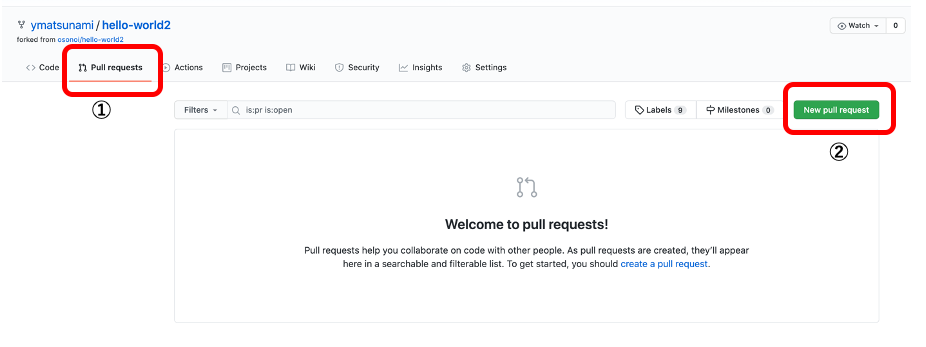 ymatsunami / hello-world2
Watch 0
forked from csonoi/hello-world2
Code Pull requests Actions Projects Wiki Security Insights Settings
①
Filters is:pr is:open Labels 9 Milestones 0 New pull request
②
Welcome to pull requests!
Pull requests help you collaborate on code with other people. As pull requests are created, they'll appear
here in a searchable and filterable list. To get started, you should create a pull request.